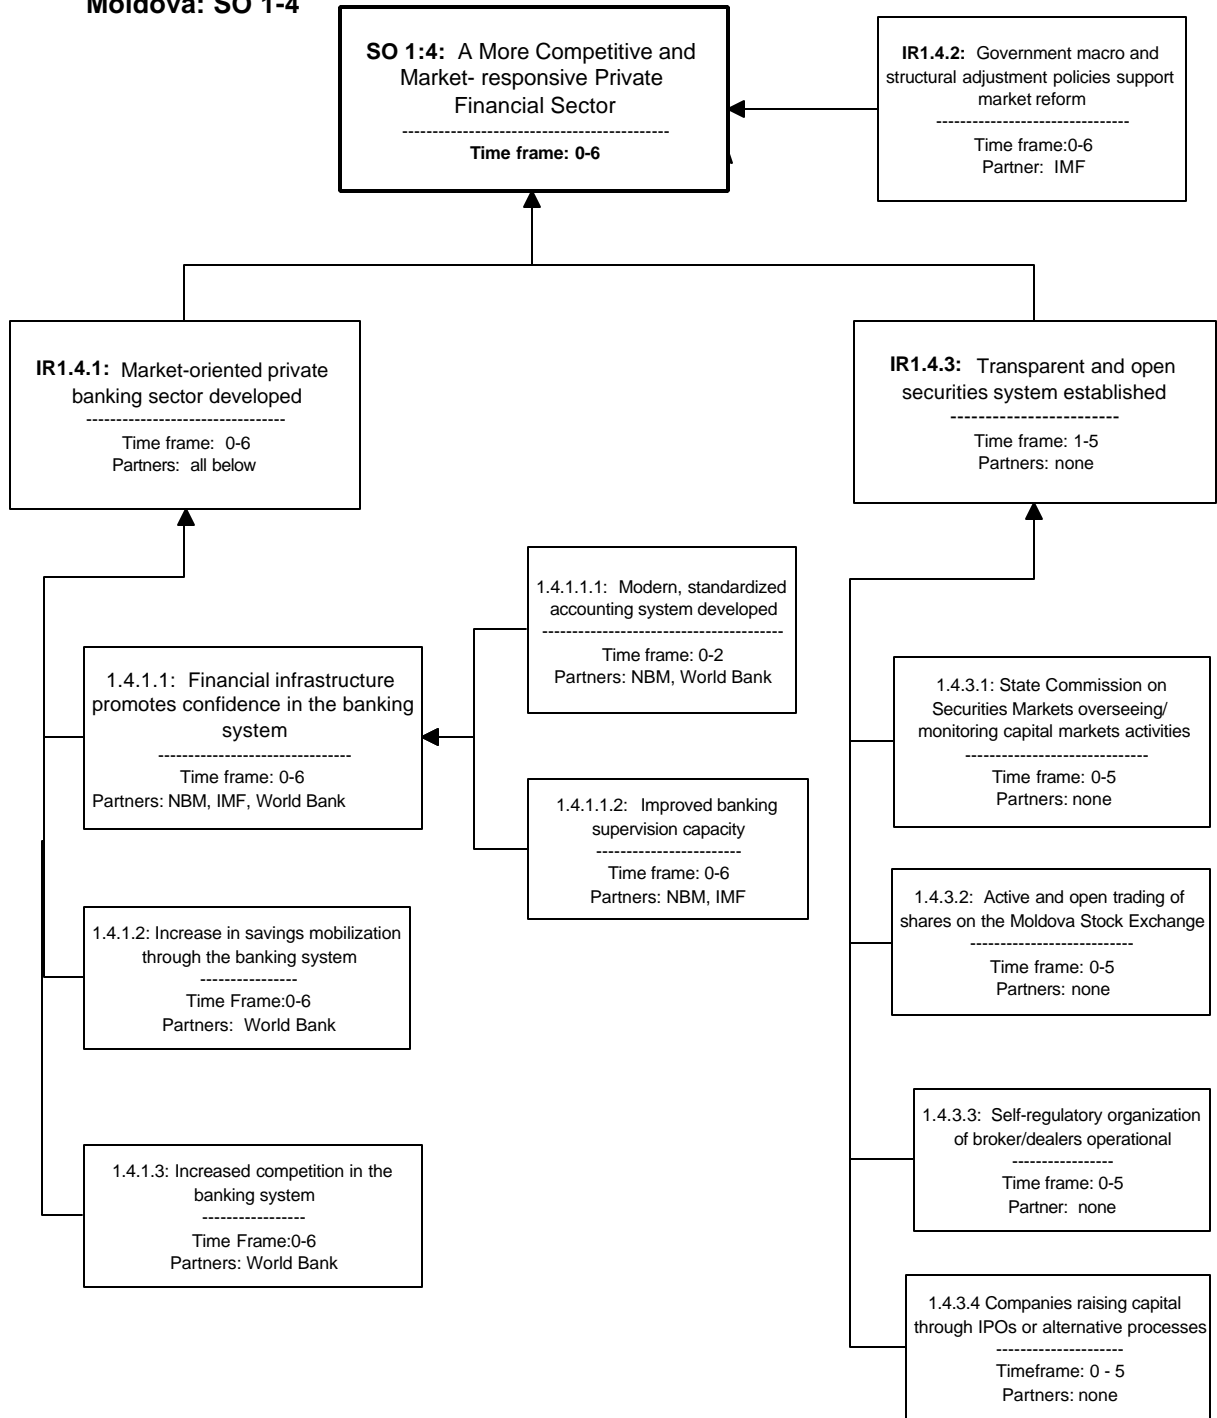 Moldova: SO 1-4
SO 1:4: A More Competitive and
Market- responsive Private
Financial Sector
--------------------------------------------
Time frame: 0-6
IR1.4.2: Government macro and
structural adjustment policies support
market reform
--------------------------------
Time frame:0-6
Partner: IMF
IR1.4.1: Market-oriented private
banking sector developed
---------------------------------
Time frame: 0-6
Partners: all below
IR1.4.3: Transparent and open
securities system established
------------------------
Time frame: 1-5
Partners: none
1.4.1.1.1: Modern, standardized
accounting system developed
----------------------------------------
Time frame: 0-2
Partners: NBM, World Bank
1.4.1.1: Financial infrastructure
promotes confidence in the banking
system
--------------------------------
Time frame: 0-6
Partners: NBM, IMF, World Bank
1.4.1.1.2: Improved banking
supervision capacity
------------------------
Time frame: 0-6
Partners: NBM, IMF
1.4.1.2: Increase in savings mobilization
through the banking system
----------------
Time Frame:0-6
Partners: World Bank
1.4.1.3: Increased competition in the
banking system
-----------------
Time Frame:0-6
Partners: World Bank
1.4.3.1: State Commission on
Securities Markets overseeing/
monitoring capital markets activities
------------------------------
Time frame: 0-5
Partners: none
1.4.3.2: Active and open trading of
shares on the Moldova Stock Exchange
---------------------------
Time frame: 0-5
Partners: none
1.4.3.3: Self-regulatory organization
of broker/dealers operational
-----------------
Time frame: 0-5
Partner: none
1.4.3.4 Companies raising capital
through IPOs or alternative processes
---------------------
Timeframe: 0 - 5
Partners: none